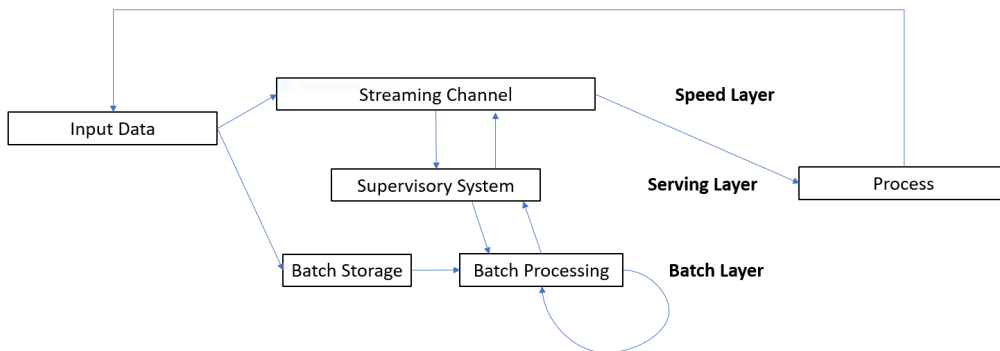 Streaming Channel
Speed Layer
Input Data
Supervisory System
Serving Layer
Process
Batch Storage
Batch Processing
Batch Layer